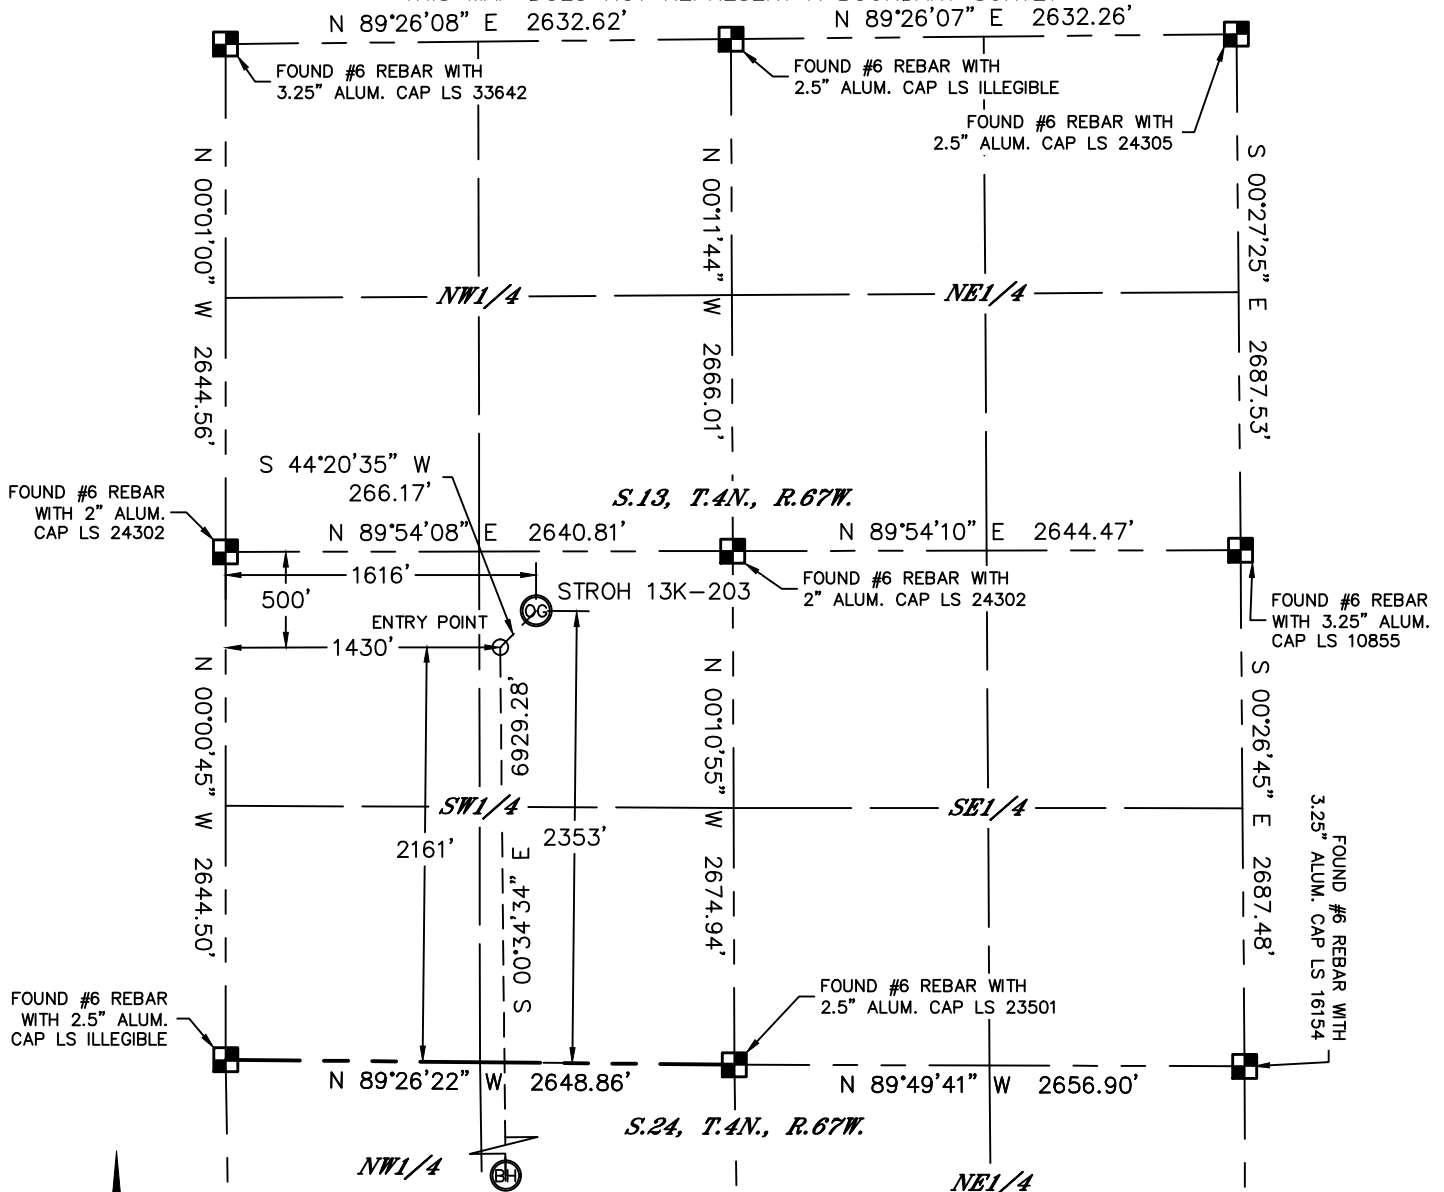 N 89°26'08" E 2632.62'
N 89°26'07" E 2632.26'
FOUND #6 REBAR WITH
3.25" ALUM. CAP LS 33642
FOUND #6 REBAR WITH
2.5" ALUM. CAP LS ILLEGIBLE
FOUND #6 REBAR WITH
2.5" ALUM. CAP LS 24305
N 00°01'00" W 2644.56'
N 00°11'44" W 2666.01'
S 00°27'25" E 2687.53'
NW1/4
NE1/4
S 44°20'35" W
266.17'
S.13, T.4N., R.67W.
FOUND #6 REBAR
WITH 2" ALUM.
CAP LS 24302
N 89°54'08" E 2640.81'
N 89°54'10" E 2644.47'
1616'
STROH 13K-203
FOUND #6 REBAR WITH
2" ALUM. CAP LS 24302
500'
OG
ENTRY POINT
1430'
FOUND #6 REBAR
WITH 3.25" ALUM.
CAP LS 10855
N 00°00'45" W 2644.50'
6929.28'
S 00°34'34" E
N 00°10'55" W 2674.94'
S 00°26'45" E 2687.48'
SW1/4
SE1/4
2161'
2353'
FOUND #6 REBAR WITH
3.25" ALUM. CAP LS 16154
FOUND #6 REBAR
WITH 2.5" ALUM.
CAP LS ILLEGIBLE
FOUND #6 REBAR WITH
2.5" ALUM. CAP LS 23501
N 89°26'22" W 2648.86'
N 89°49'41" W 2656.90'
S.24, T.4N., R.67W.
NW1/4
BH
NE1/4